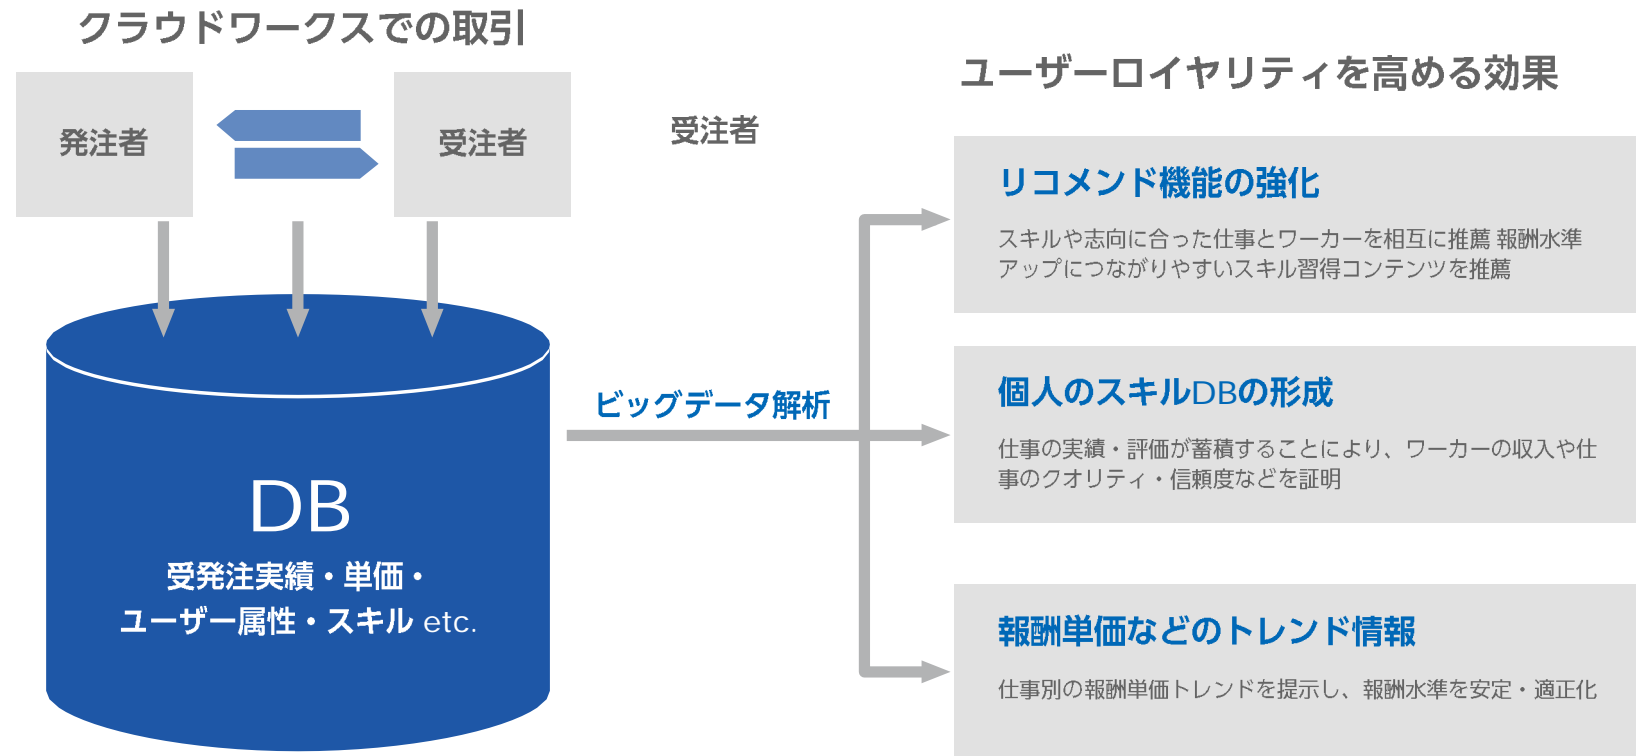 クラウドワークスでの取引
発注者
受注者
受注者
DB
受発注実績・単価・
ユーザー属性・スキル etc.
ビッグデータ解析
ユーザーロイヤリティを高める効果
リコメンド機能の強化
スキルや志向に合った仕事とワーカーを相互に推薦 報酬水準
アップにつながりやすいスキル習得コンテンツを推薦
個人のスキルDBの形成
仕事の実績・評価が蓄積することにより、ワーカーの収入や仕
事のクオリティ・信頼度などを証明
報酬単価などのトレンド情報
仕事別の報酬単価トレンドを提示し、報酬水準を安定・適正化